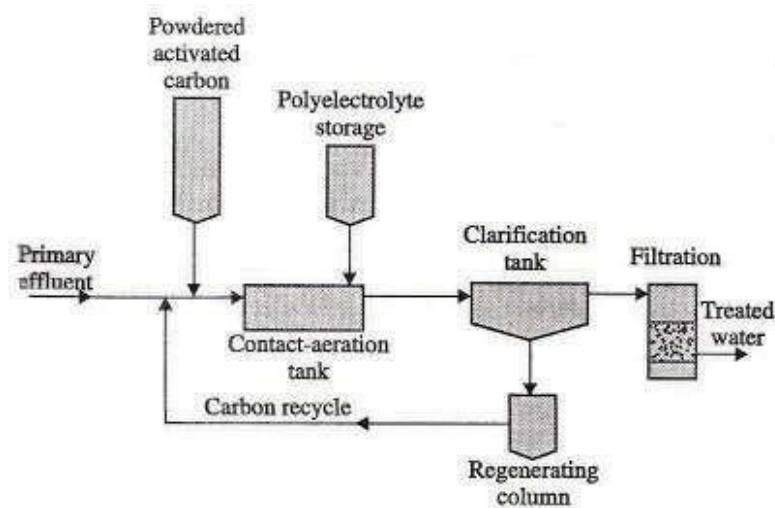 Powdered
activated
carbon
Polyelectrolyte
storage
Clarification
tank
Filtration
Primary
effluent
Treated
water
Contact-aeration
tank
Carbon recycle
Regenerating
column